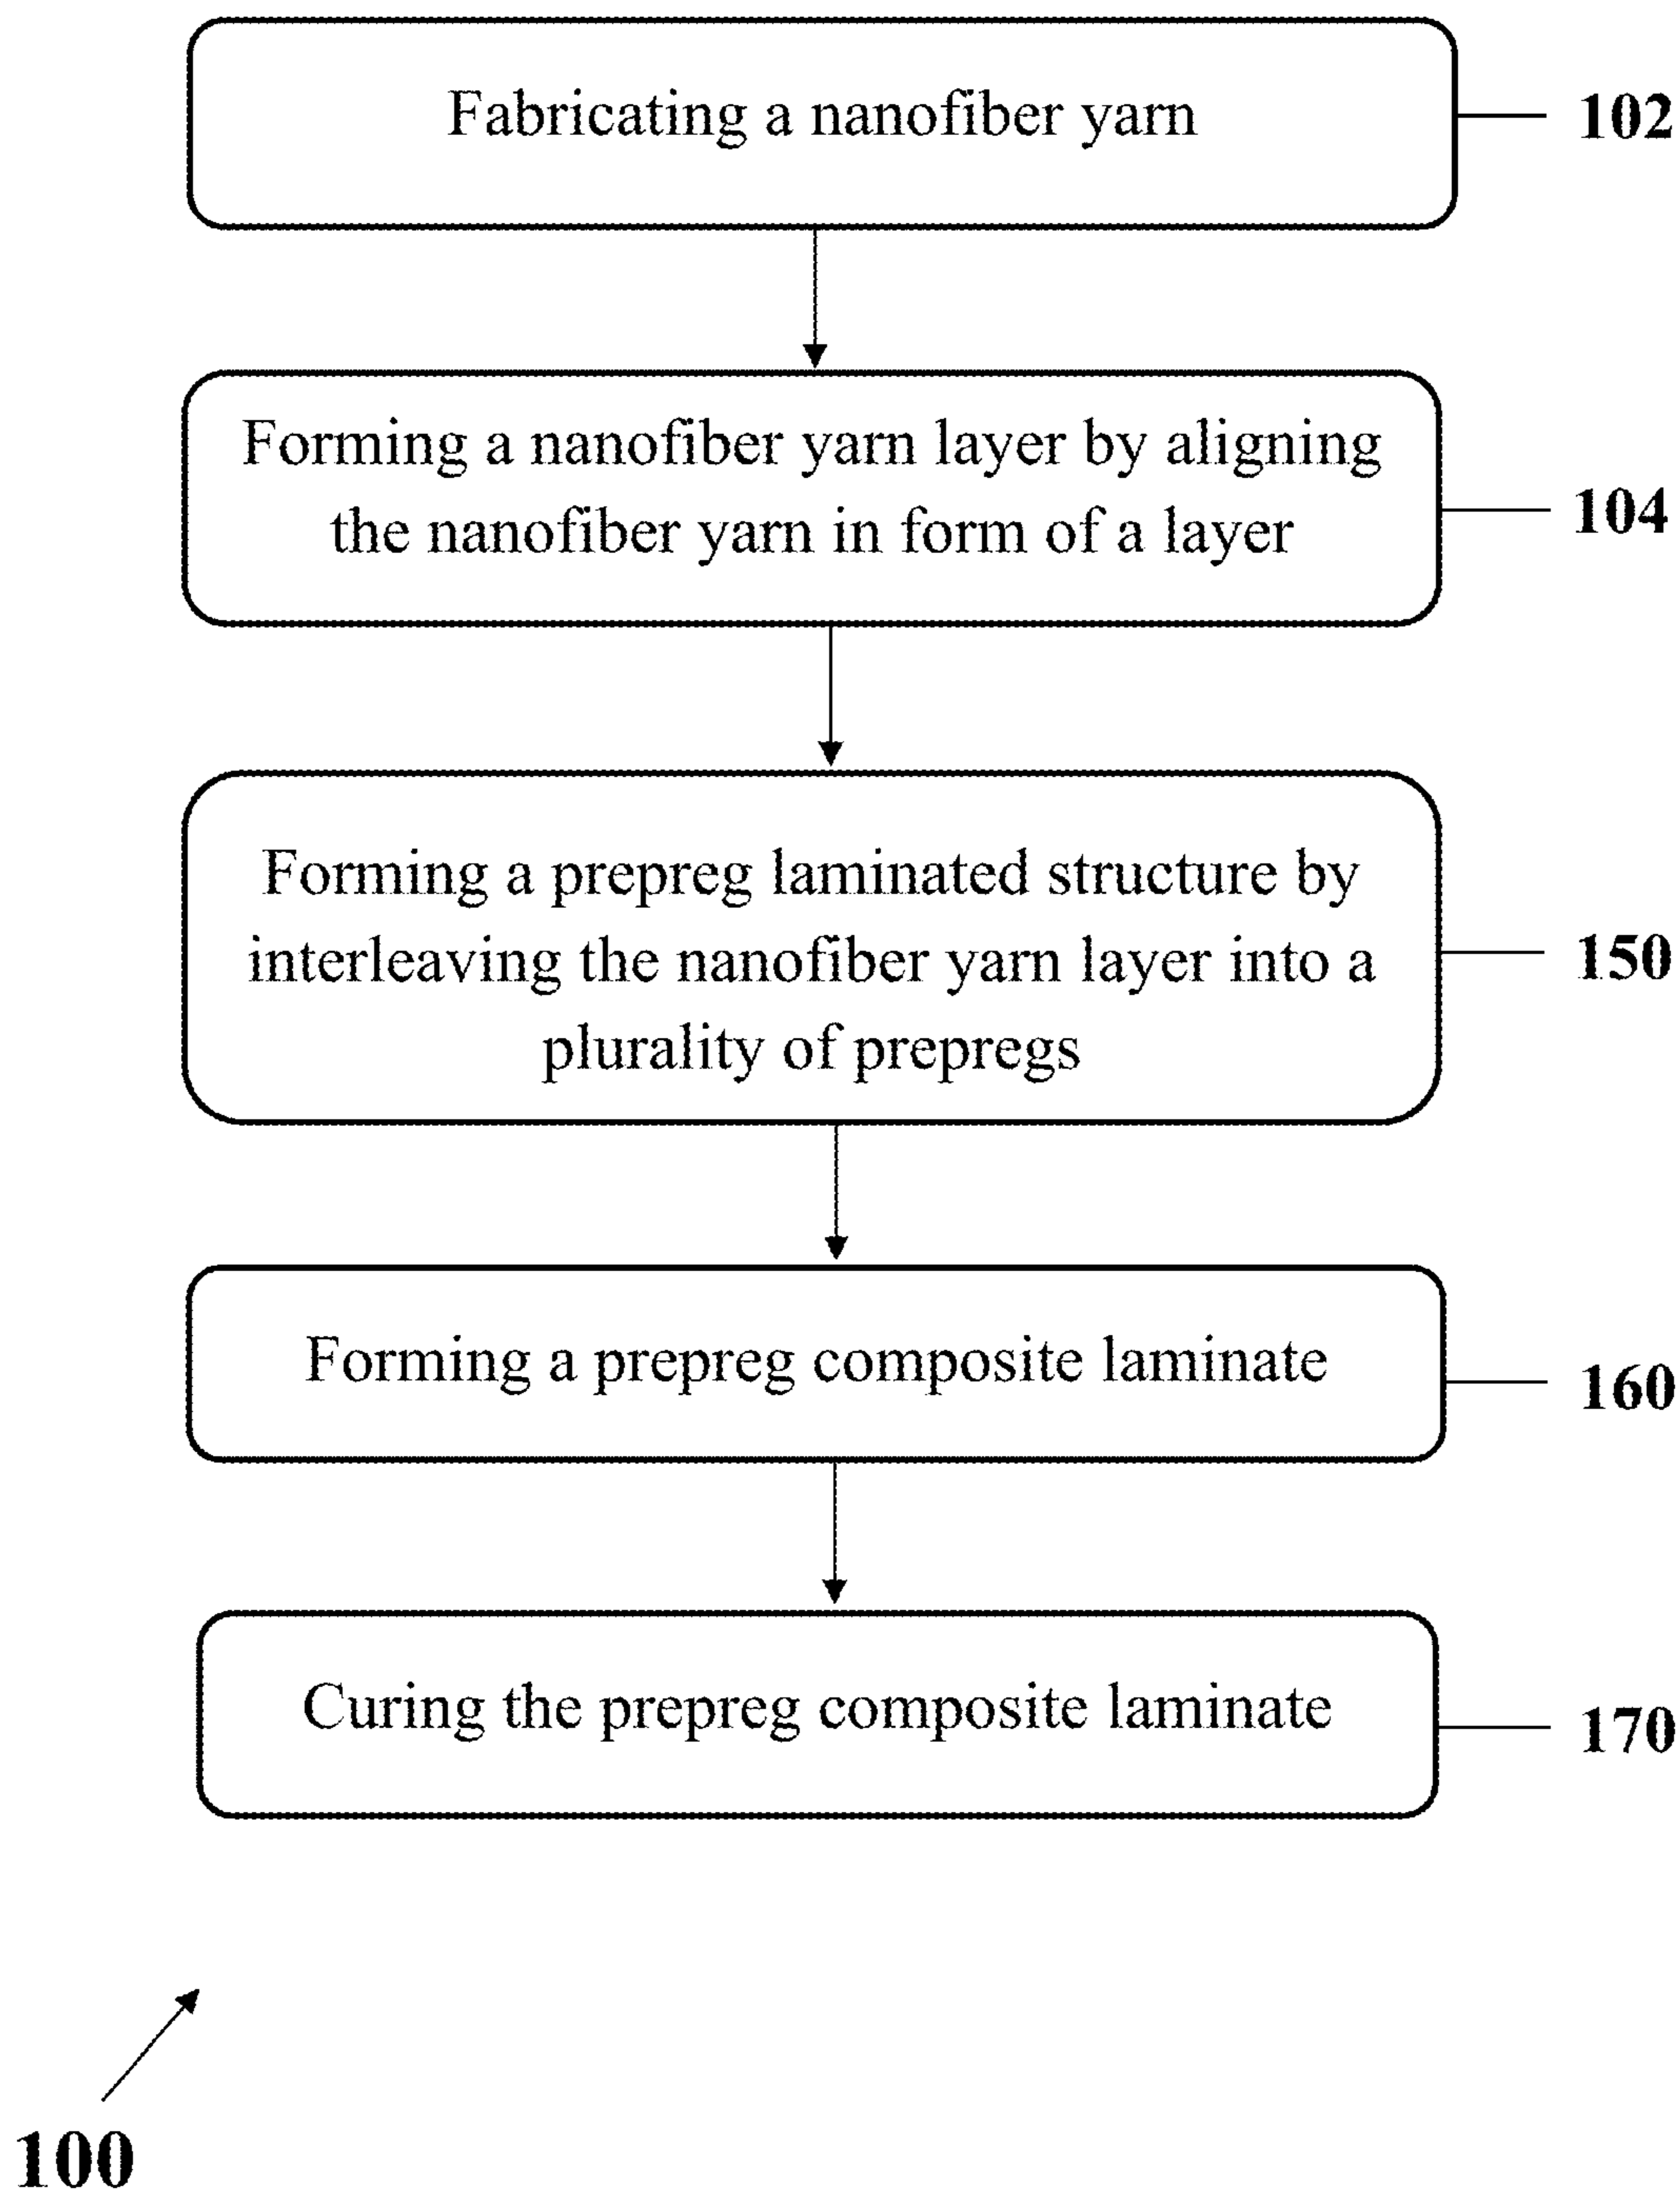 Fabricating a nanofiber yarn
102
Forming a nanofiber yarn layer by aligning
the nanofiber yarn in form of a layer
104
Forming a prepreg laminated structure by
interleaving the nanofiber yarn layer into a
plurality of prepregs
150
Forming a prepreg composite laminate
160
Curing the prepreg composite laminate
170
100